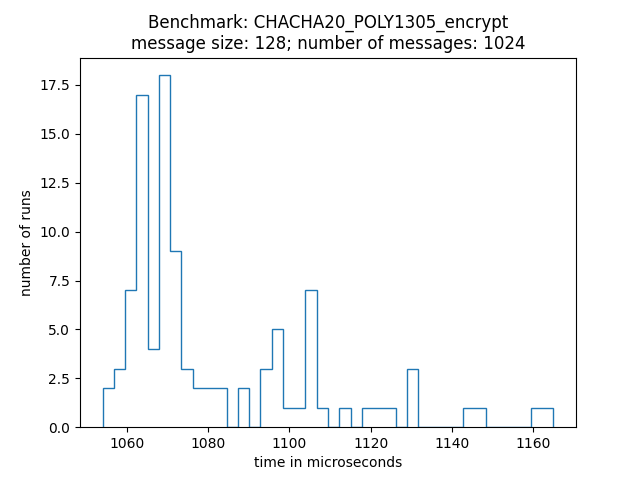 Benchmark: CHACHA20_POLY1305_encrypt
message size: 128; number of messages: 1024
17.5
15.0
12.5
10.0
7.5
5.0
2.5
0.0
number of runs
1060 1080 1100 1120 1140 1160
time in microseconds